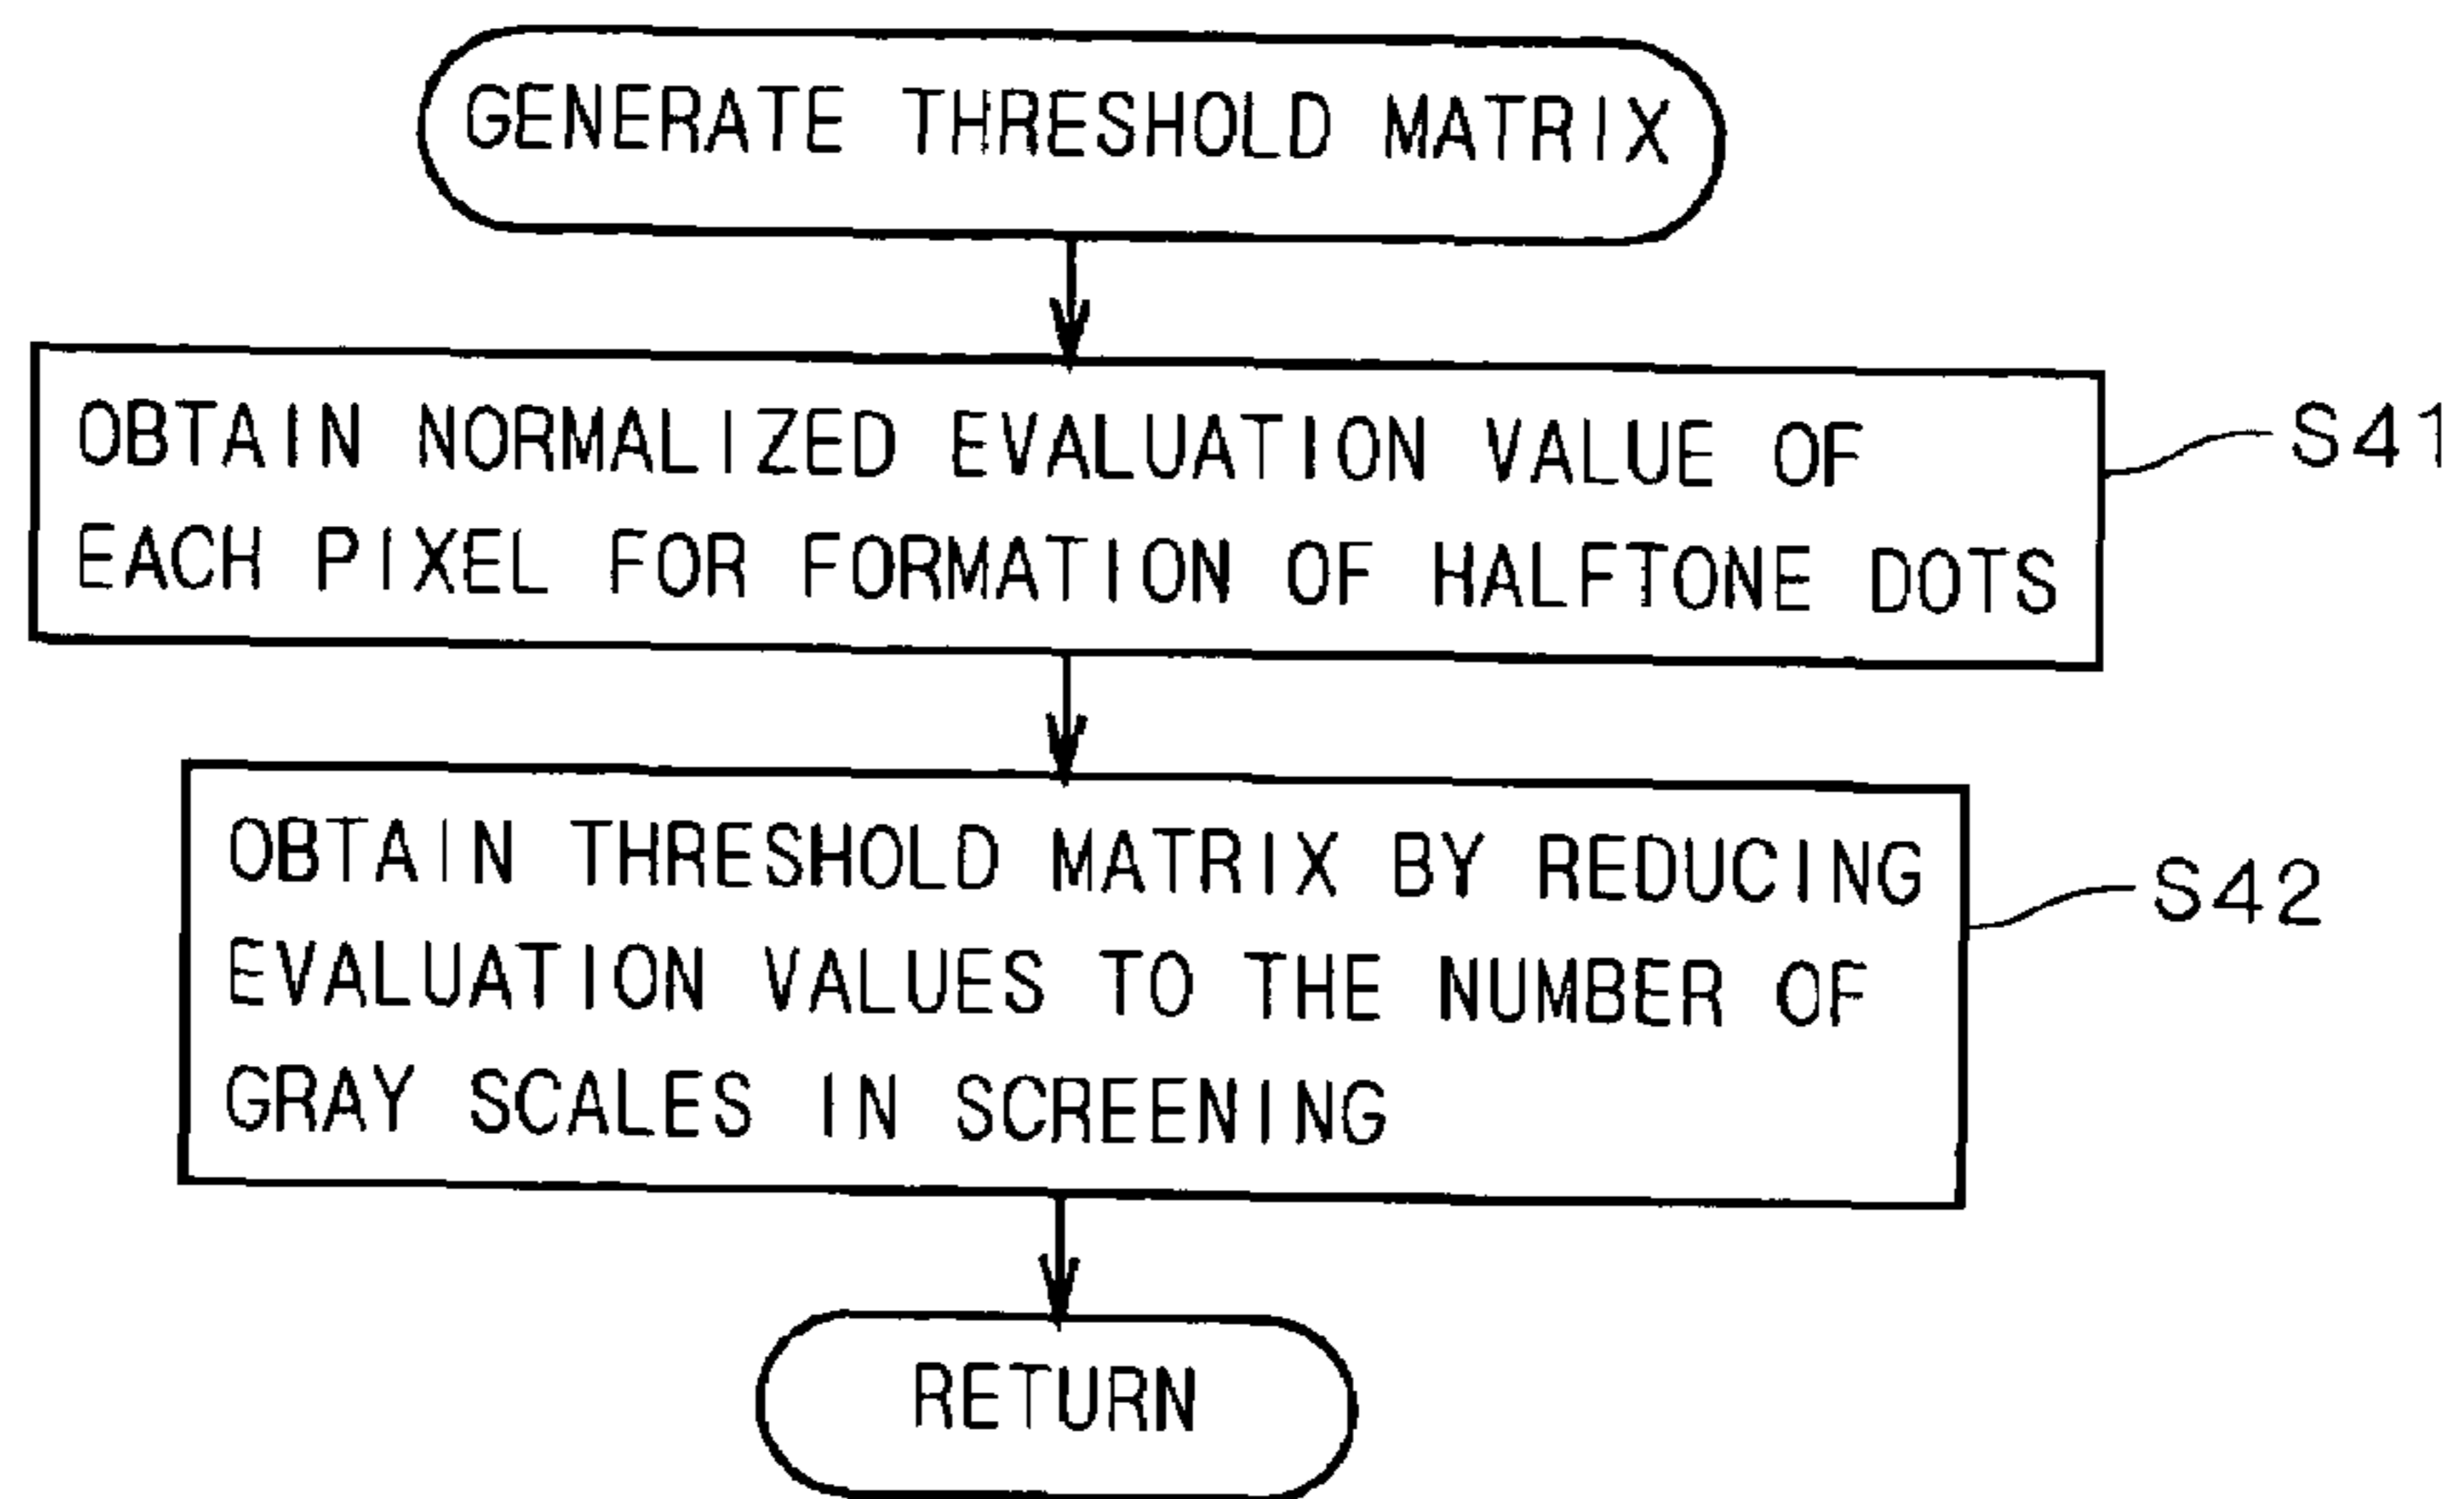 GENERATE THRESHOLD MATRIX
OBTAIN NORMALIZED EVALUATION VALUE OF
EACH PIXEL FOR FORMATION OF HALFTONE DOTS
S41
OBTAIN THRESHOLD MATRIX BY REDUCING
EVALUATION VALUES TO THE NUMBER OF
GRAY SCALES IN SCREENING
S42
RETURN